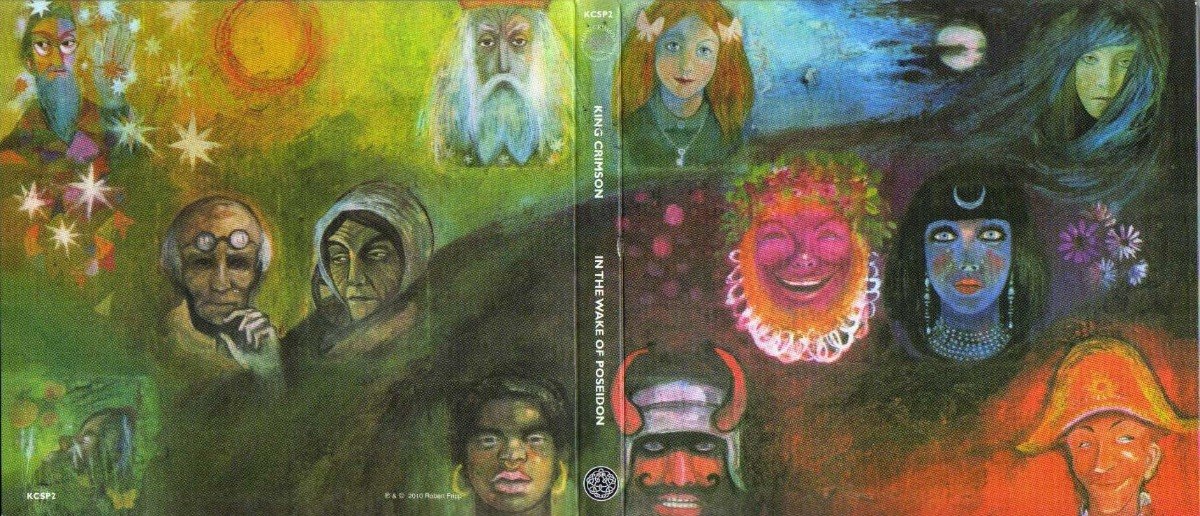 KCSP2
KING CRIMSON
IN THE WAKE OF POSEIDON
KCSP2
℗ & © 2010 Robert Fripp